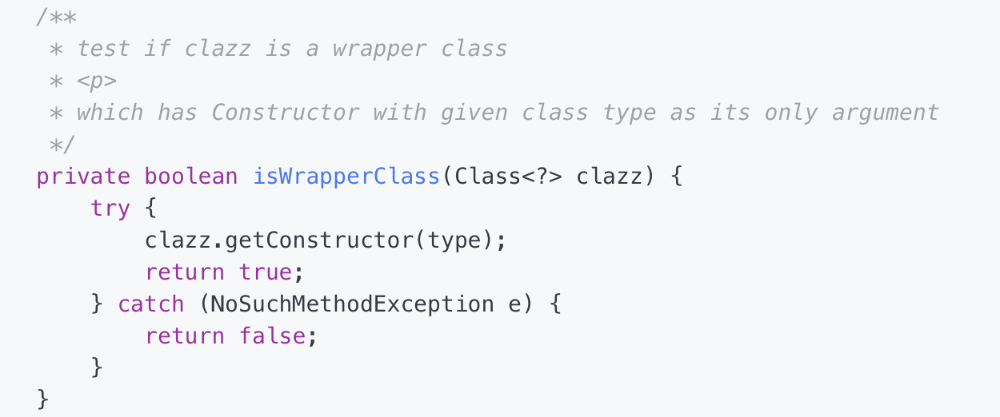 /**
 * test if clazz is a wrapper class
 * <p>
 * which has Constructor with given class type as its only argument
 */
private boolean isWrapperClass(Class<?> clazz) {
    try {
        clazz.getConstructor(type);
        return true;
    } catch (NoSuchMethodException e) {
        return false;
    }
}